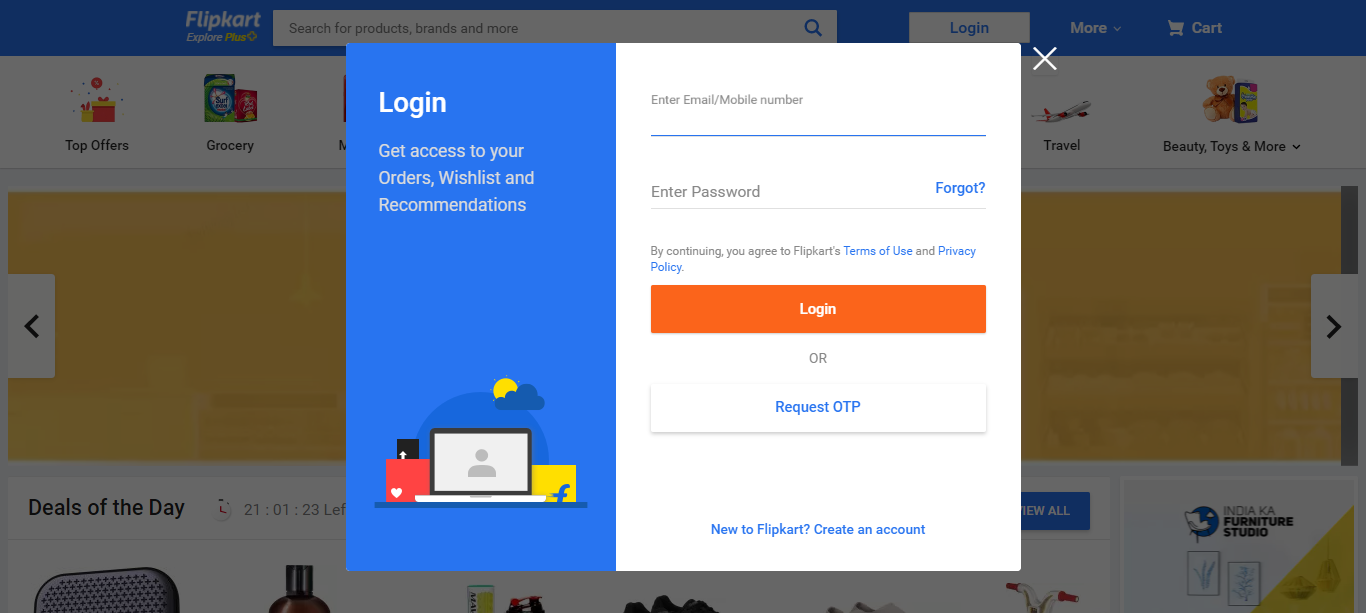 Flipkart
Explore Plus
Search for products, brands and more
Login
More
Cart
Top Offers
Grocery
Travel
Beauty, Toys & More
Login
Get access to your
Orders, Wishlist and
Recommendations
Enter Email/Mobile number
Enter Password
Forgot?
By continuing, you agree to Flipkart's Terms of Use and Privacy
Policy.
Login
OR
Request OTP
New to Flipkart? Create an account
Deals of the Day
21 : 01 : 23 Lef
VIEW ALL
INDIA KA
FURNITURE
STUDIO